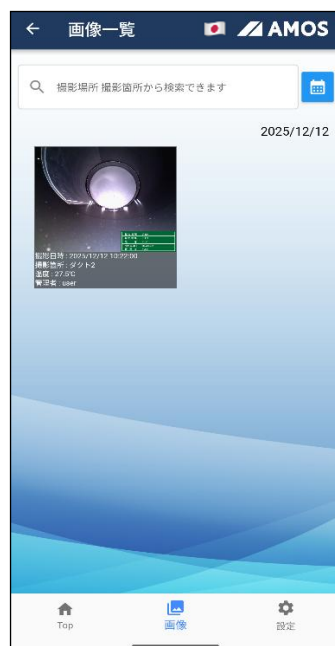 画像一覧
AMOS
撮影場所 撮影箇所から検索できます
2025/12/12
撮影日時 : 2025/12/12 10:22:00
撮影箇所 : ダクト2
温度 : 27.5℃
管理者 : user
Top
画像
設定